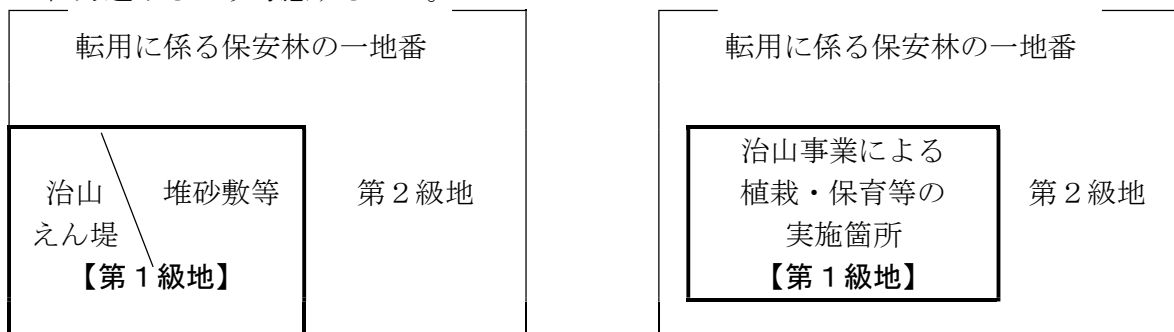 転用に係る保安林の一地番
治山
えん堤
堆砂敷等
【第１級地】
第２級地
転用に係る保安林の一地番
治山事業による
植栽・保育等の
実施箇所
【第１級地】
第２級地